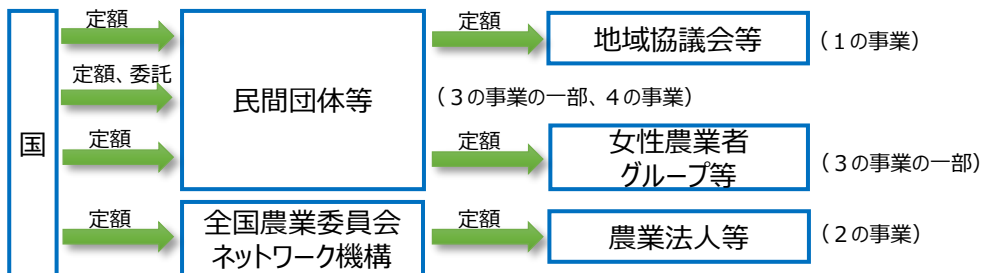 定額
定額
地域協議会等
（１の事業）
定額、委託
民間団体等
（３の事業の一部、４の事業）
国
定額
定額
女性農業者
グループ等
（３の事業の一部）
定額
全国農業委員会
ネットワーク機構
定額
農業法人等
（２の事業）